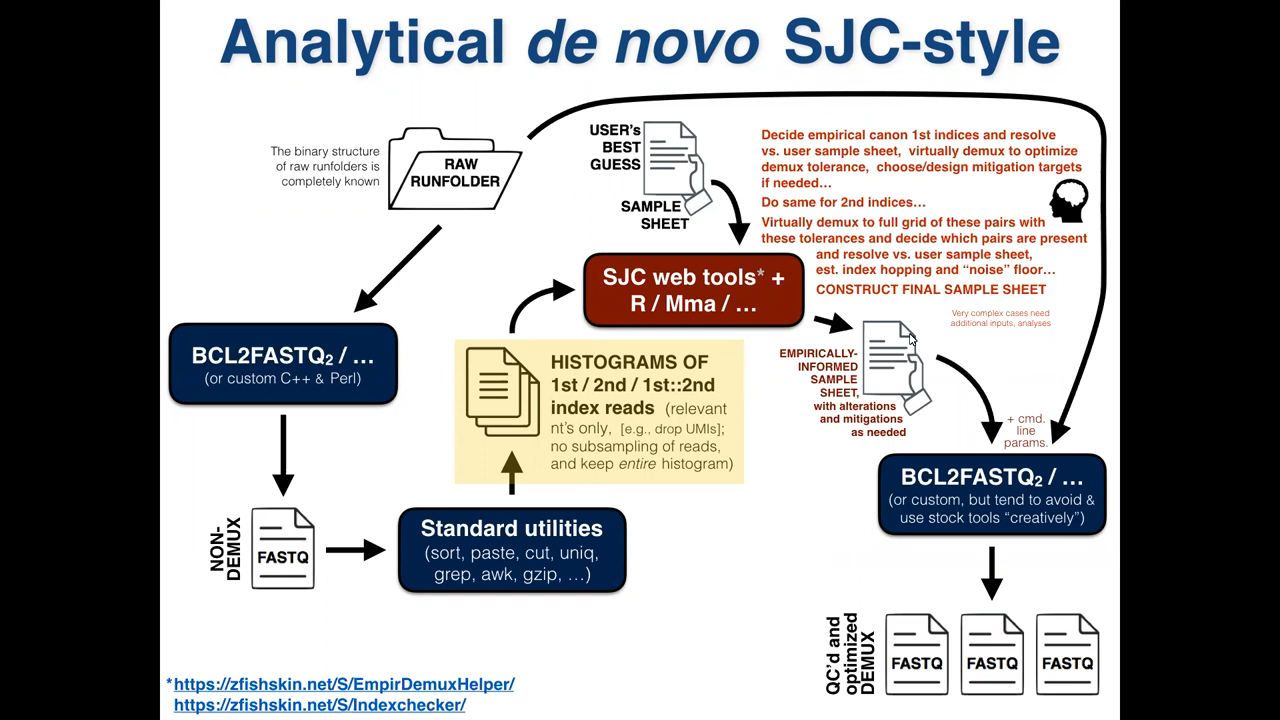 Analytical de novo SJC-style
The binary structure
of raw runfolders is
completely known
RAW
RUNFOLDER
USER's
BEST
GUESS
SAMPLE
SHEET
Decide empirical canon 1st indices and resolve
vs. user sample sheet, virtually demux to optimize
demux tolerance, choose/design mitigation targets
if needed…
Do same for 2nd indices…
Virtually demux to full grid of these pairs with
these tolerances and decide which pairs are present
and resolve vs. user sample sheet,
est. index hopping and “noise” floor…
CONSTRUCT FINAL SAMPLE SHEET
Very complex cases need
additional inputs, analyses
SJC web tools* +
R / Mma / …
BCL2FASTQ2 / …
(or custom C++ & Perl)
HISTOGRAMS OF
1st / 2nd / 1st::2nd
index reads (relevant
nt's only, [e.g., drop UMIs];
no subsampling of reads,
and keep entire histogram)
EMPIRICALLY-
INFORMED
SAMPLE
SHEET,
with alterations
and mitigations
as needed
+ cmd.
line
params.
BCL2FASTQ2 / …
(or custom, but tend to avoid &
use stock tools “creatively”)
NON-
DEMUX
FASTQ
Standard utilities
(sort, paste, cut, uniq,
grep, awk, gzip, …)
QC'd and
optimized
DEMUX
FASTQ
FASTQ
FASTQ
*https://zfishskin.net/S/EmpirDemuxHelper/
https://zfishskin.net/S/Indexchecker/